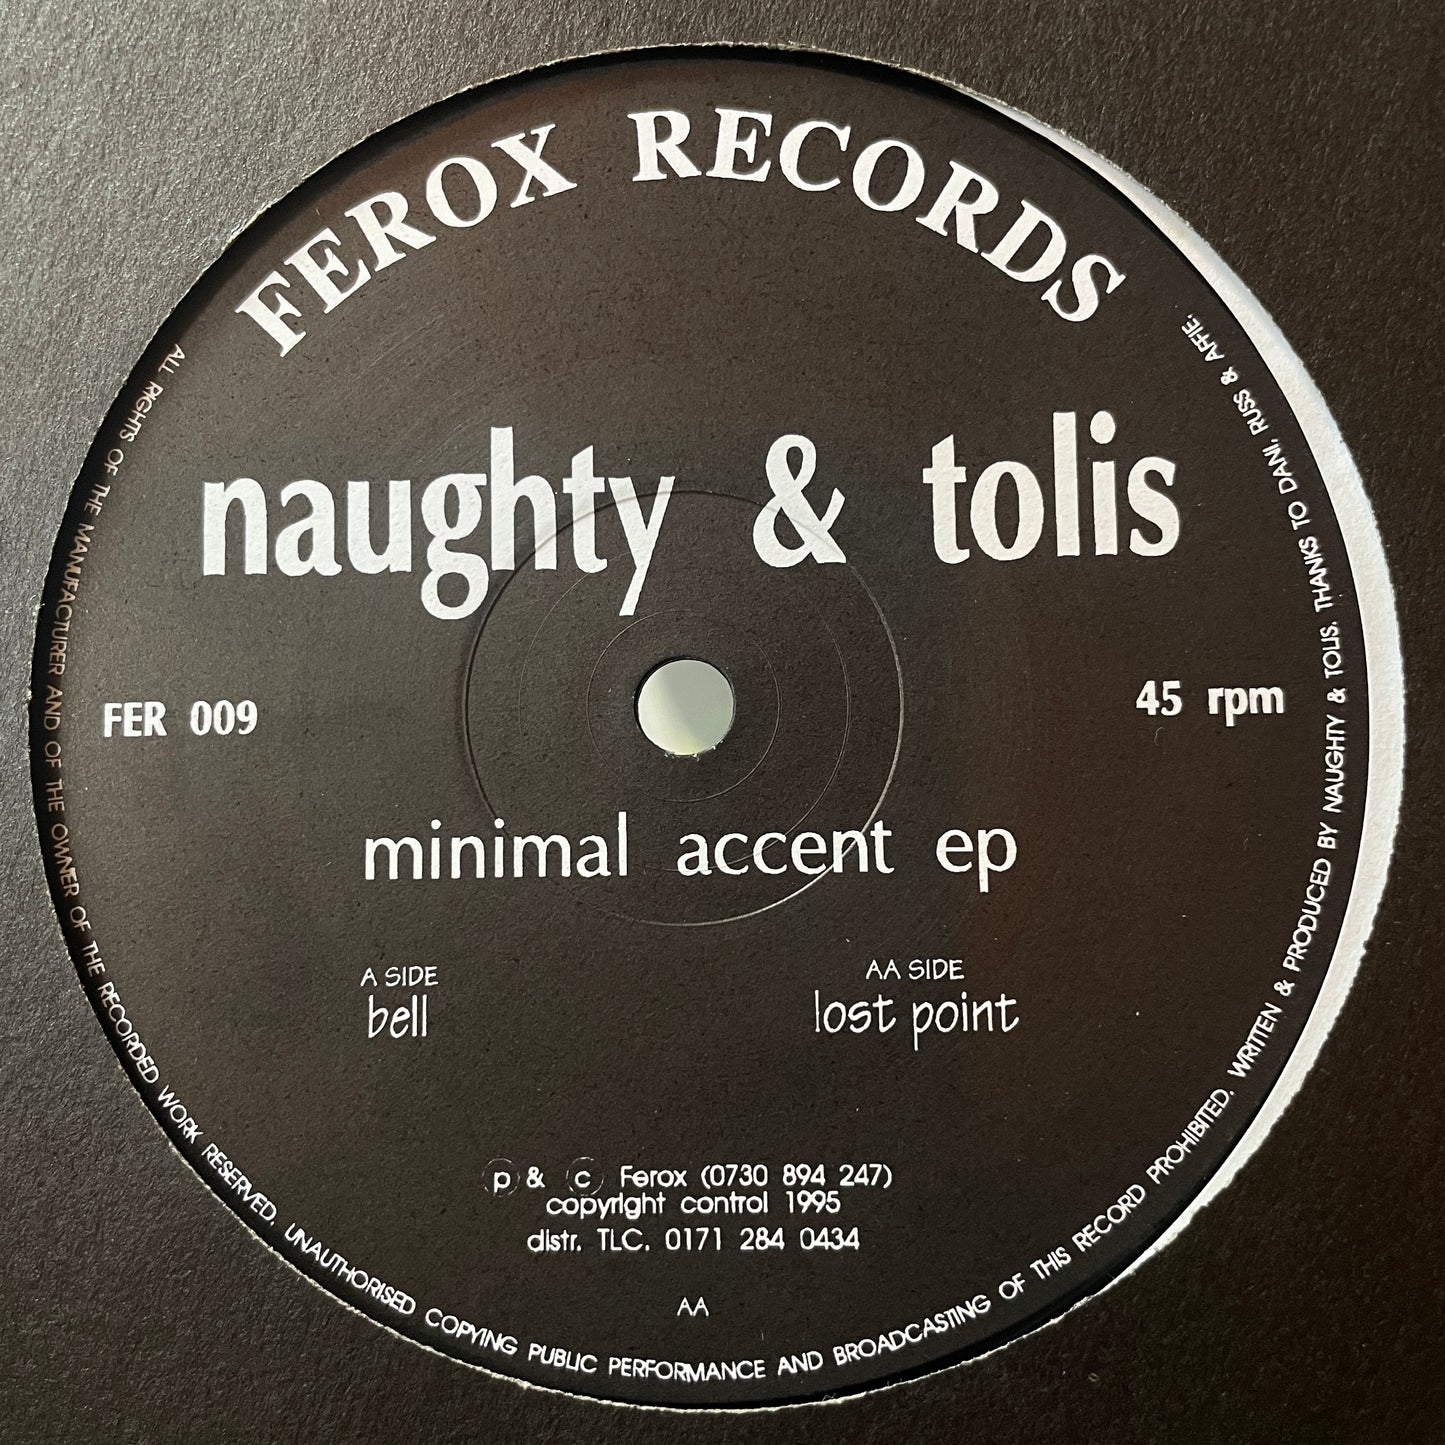 FEROX RECORDS
naughty & tolis
FER 009
45 rpm
minimal accent ep
A SIDE
bell
AA SIDE
lost point
p & c Ferox (0730 894 247)
copyright control 1995
distr. TLC. 0171 284 0434
AA
ALL RIGHTS OF THE MANUFACTURER AND OF THE OWNER OF THE RECORDED WORK RESERVED. UNAUTHORISED COPYING PUBLIC PERFORMANCE AND BROADCASTING OF THIS RECORD PROHIBITED. WRITTEN & PRODUCED BY NAUGHTY & TOLIS. THANKS TO DANI, RUSS & AFFIE.